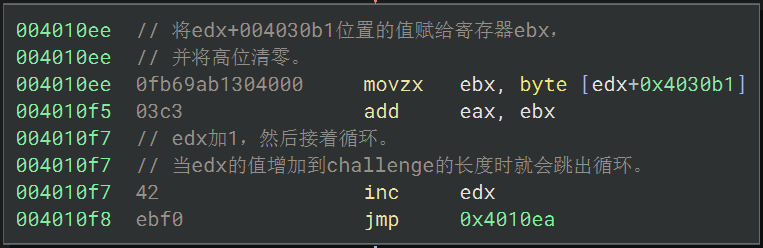 004010ee // 将edx+004030b1位置的值赋给寄存器ebx，
004010ee // 并将高位清零。
004010ee 0fb69ab1304000 movzx ebx, byte [edx+0x4030b1]
004010f5 03c3 add eax, ebx
004010f7 // edx加1，然后接着循环。
004010f7 // 当edx的值增加到challenge的长度时就会跳出循环。
004010f7 42 inc edx
004010f8 ebf0 jmp 0x4010ea